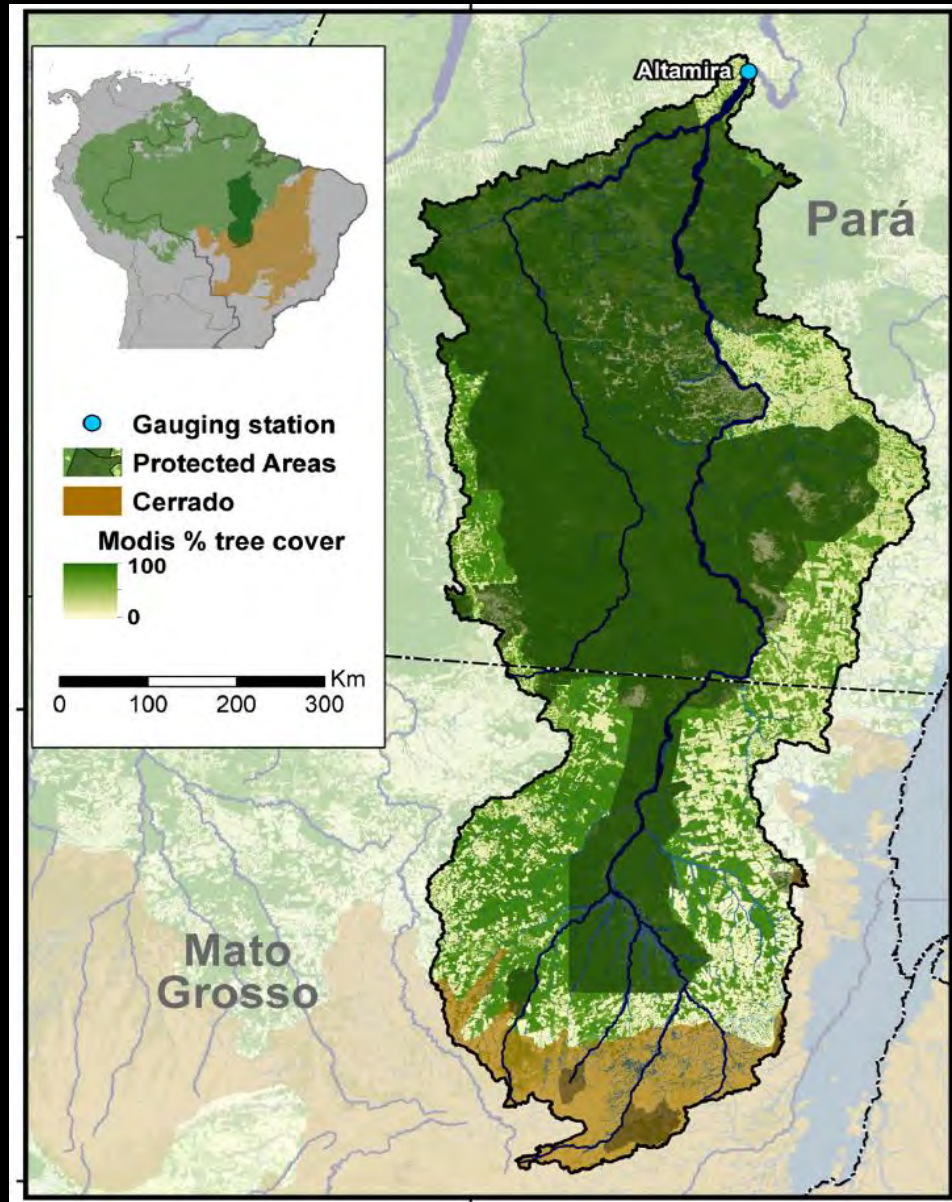 Altamira
Pará
Gauging station
Protected Areas
Cerrado
Modis % tree cover
100
0
Km
0 100 200 300
Mato
Grosso